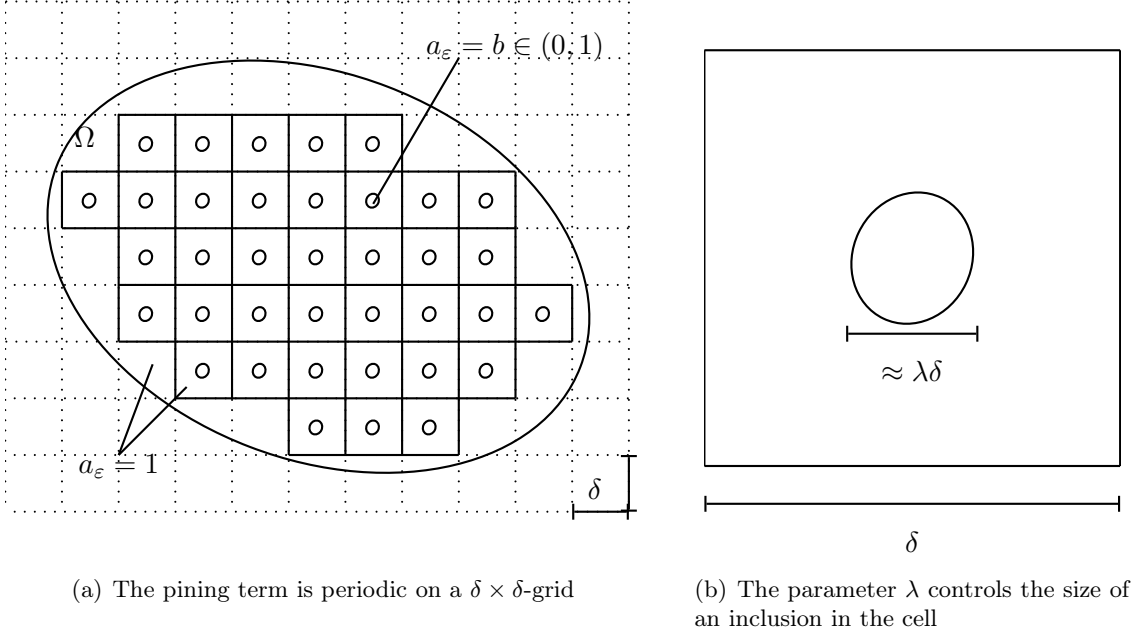 a_ε = b ∈ (0, 1)
Ω
a_ε = 1
δ
≈ λδ
δ
(a) The pining term is periodic on a δ × δ-grid
(b) The parameter λ controls the size of
an inclusion in the cell